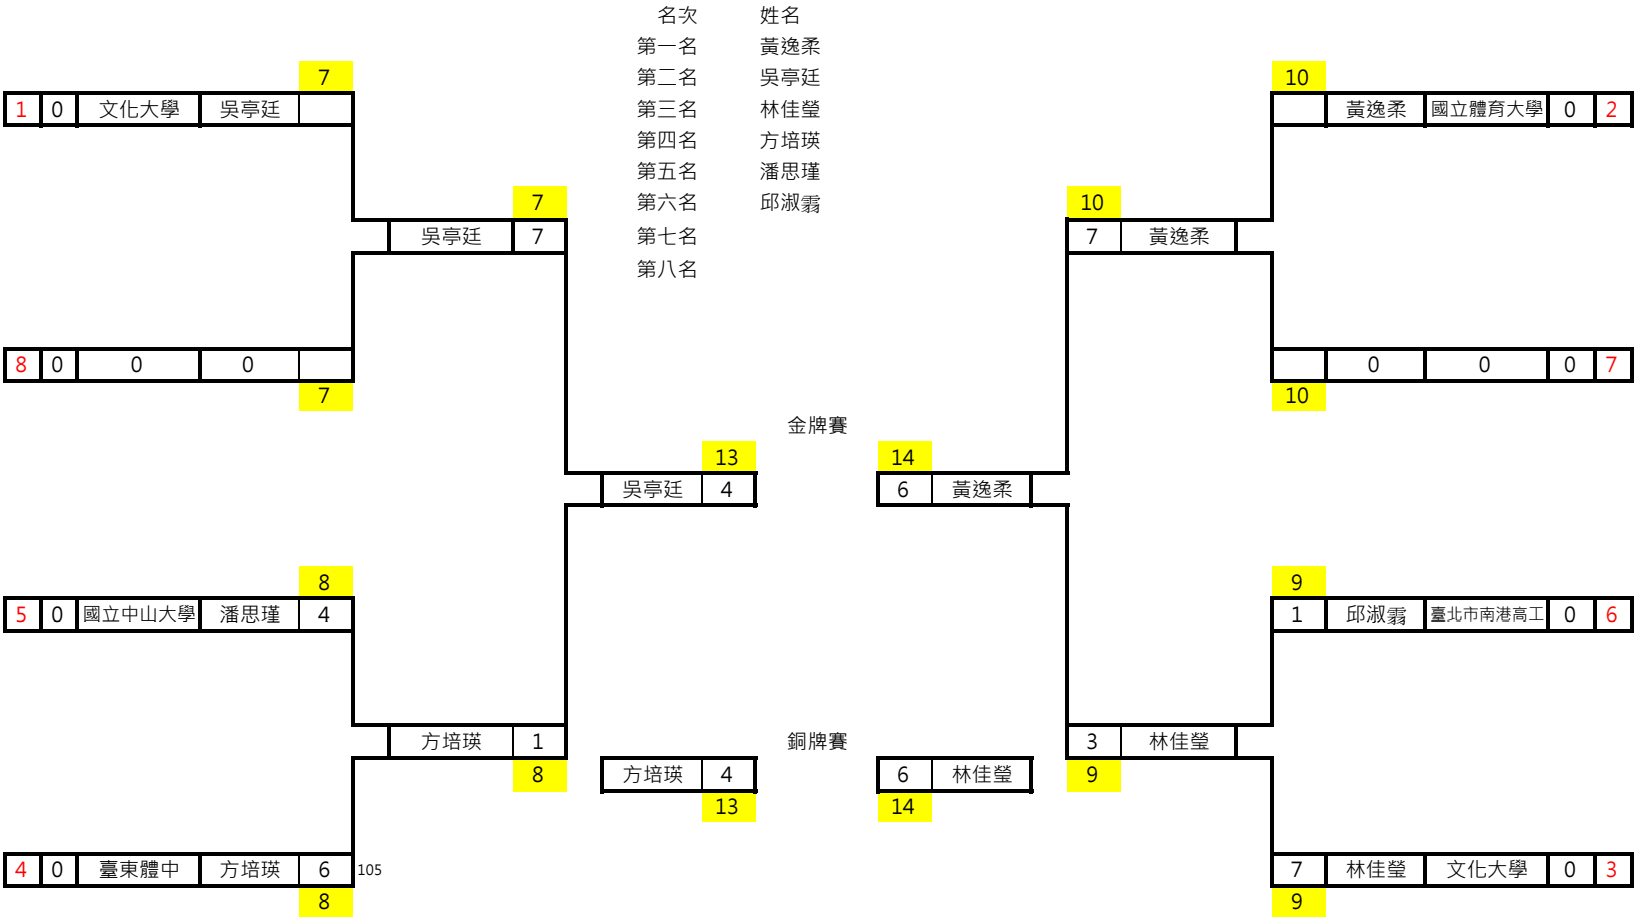 名次 姓名
第一名 黃逸柔
第二名 吳亭廷
7 10
第三名 林佳瑩
1 0 文化大學 吳亭廷 黃逸柔 國立體育大學 0 2
第四名 方培瑛
第五名 潘思瑾
第六名 邱淑霿
7 10
吳亭廷 7 第七名 7 黃逸柔
第八名
8 0 0 0 0 0 0 7
7 10
金牌賽
13 14
吳亭廷 4 6 黃逸柔
8 9
5 0 國立中山大學 潘思瑾 4 1 邱淑霿 臺北市南港高工 0 6
方培瑛 1 銅牌賽 3 林佳瑩
8 方培瑛 4 6 林佳瑩 9
13 14
4 0 臺東體中 方培瑛 6 105 7 林佳瑩 文化大學 0 3
8 9